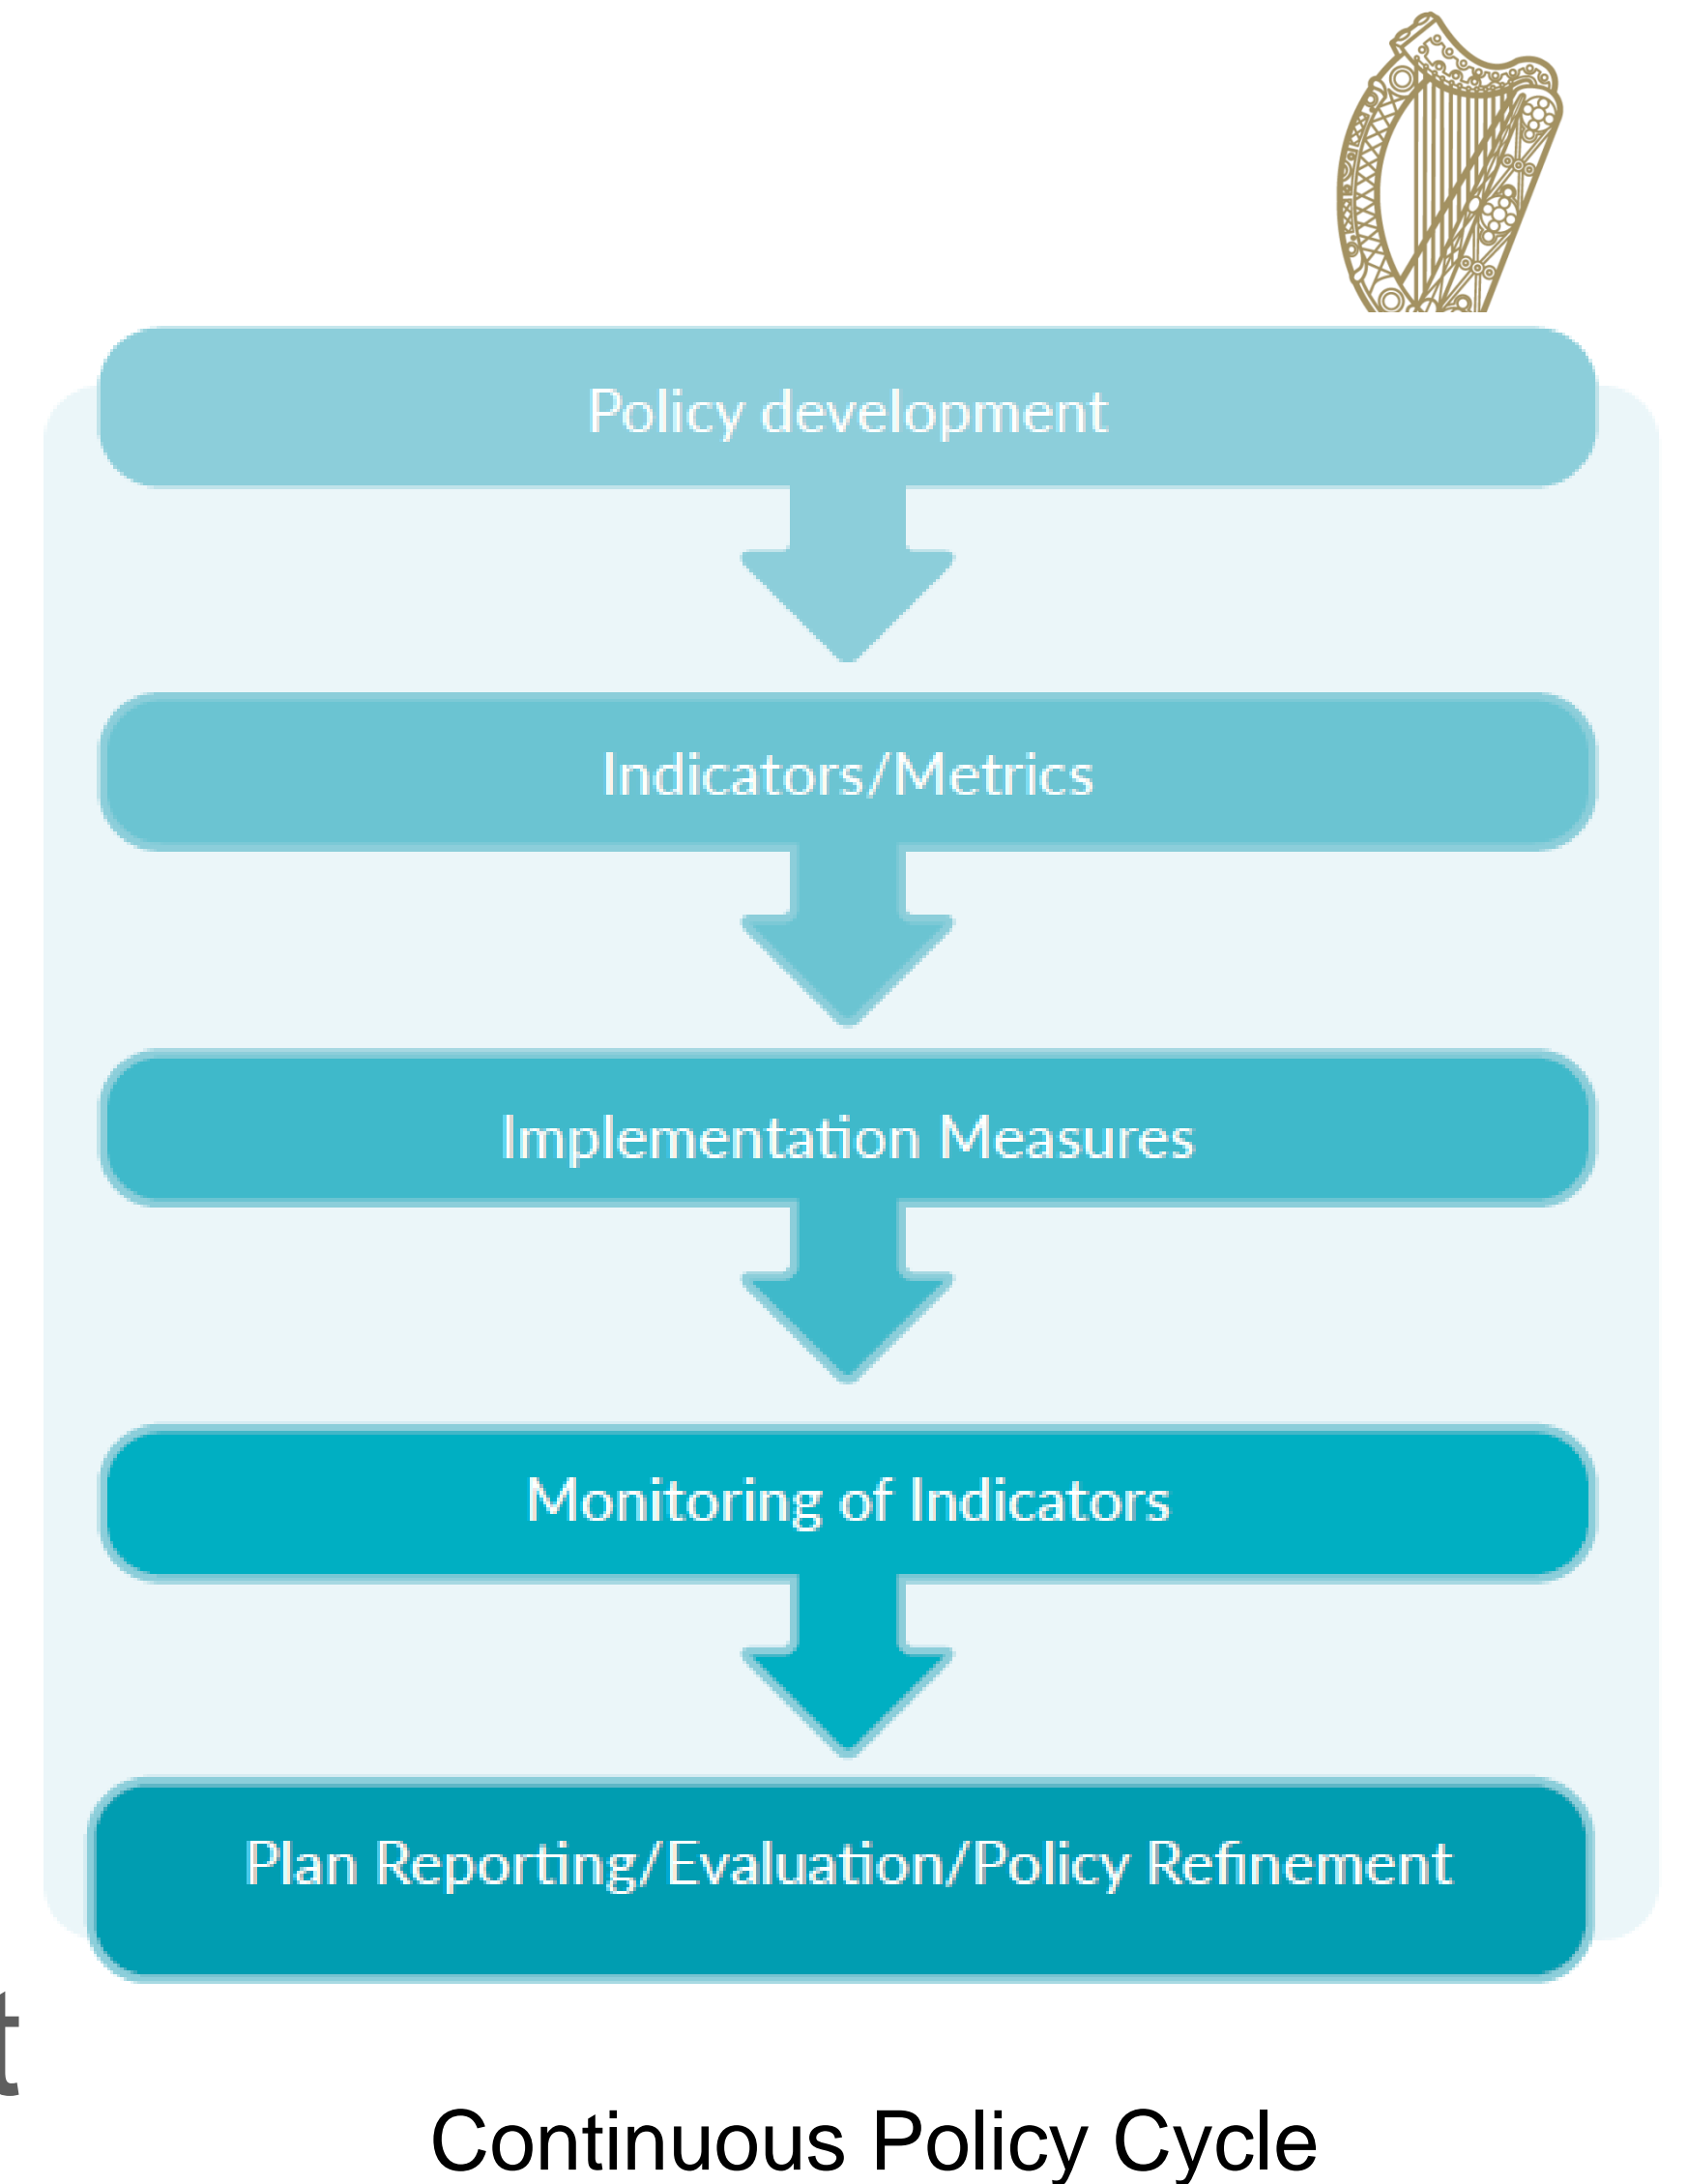 Policy development
Indicators/Metrics
Implementation Measures
Monitoring of Indicators
Plan Reporting/Evaluation/Policy Refinement
t
Continuous Policy Cycle